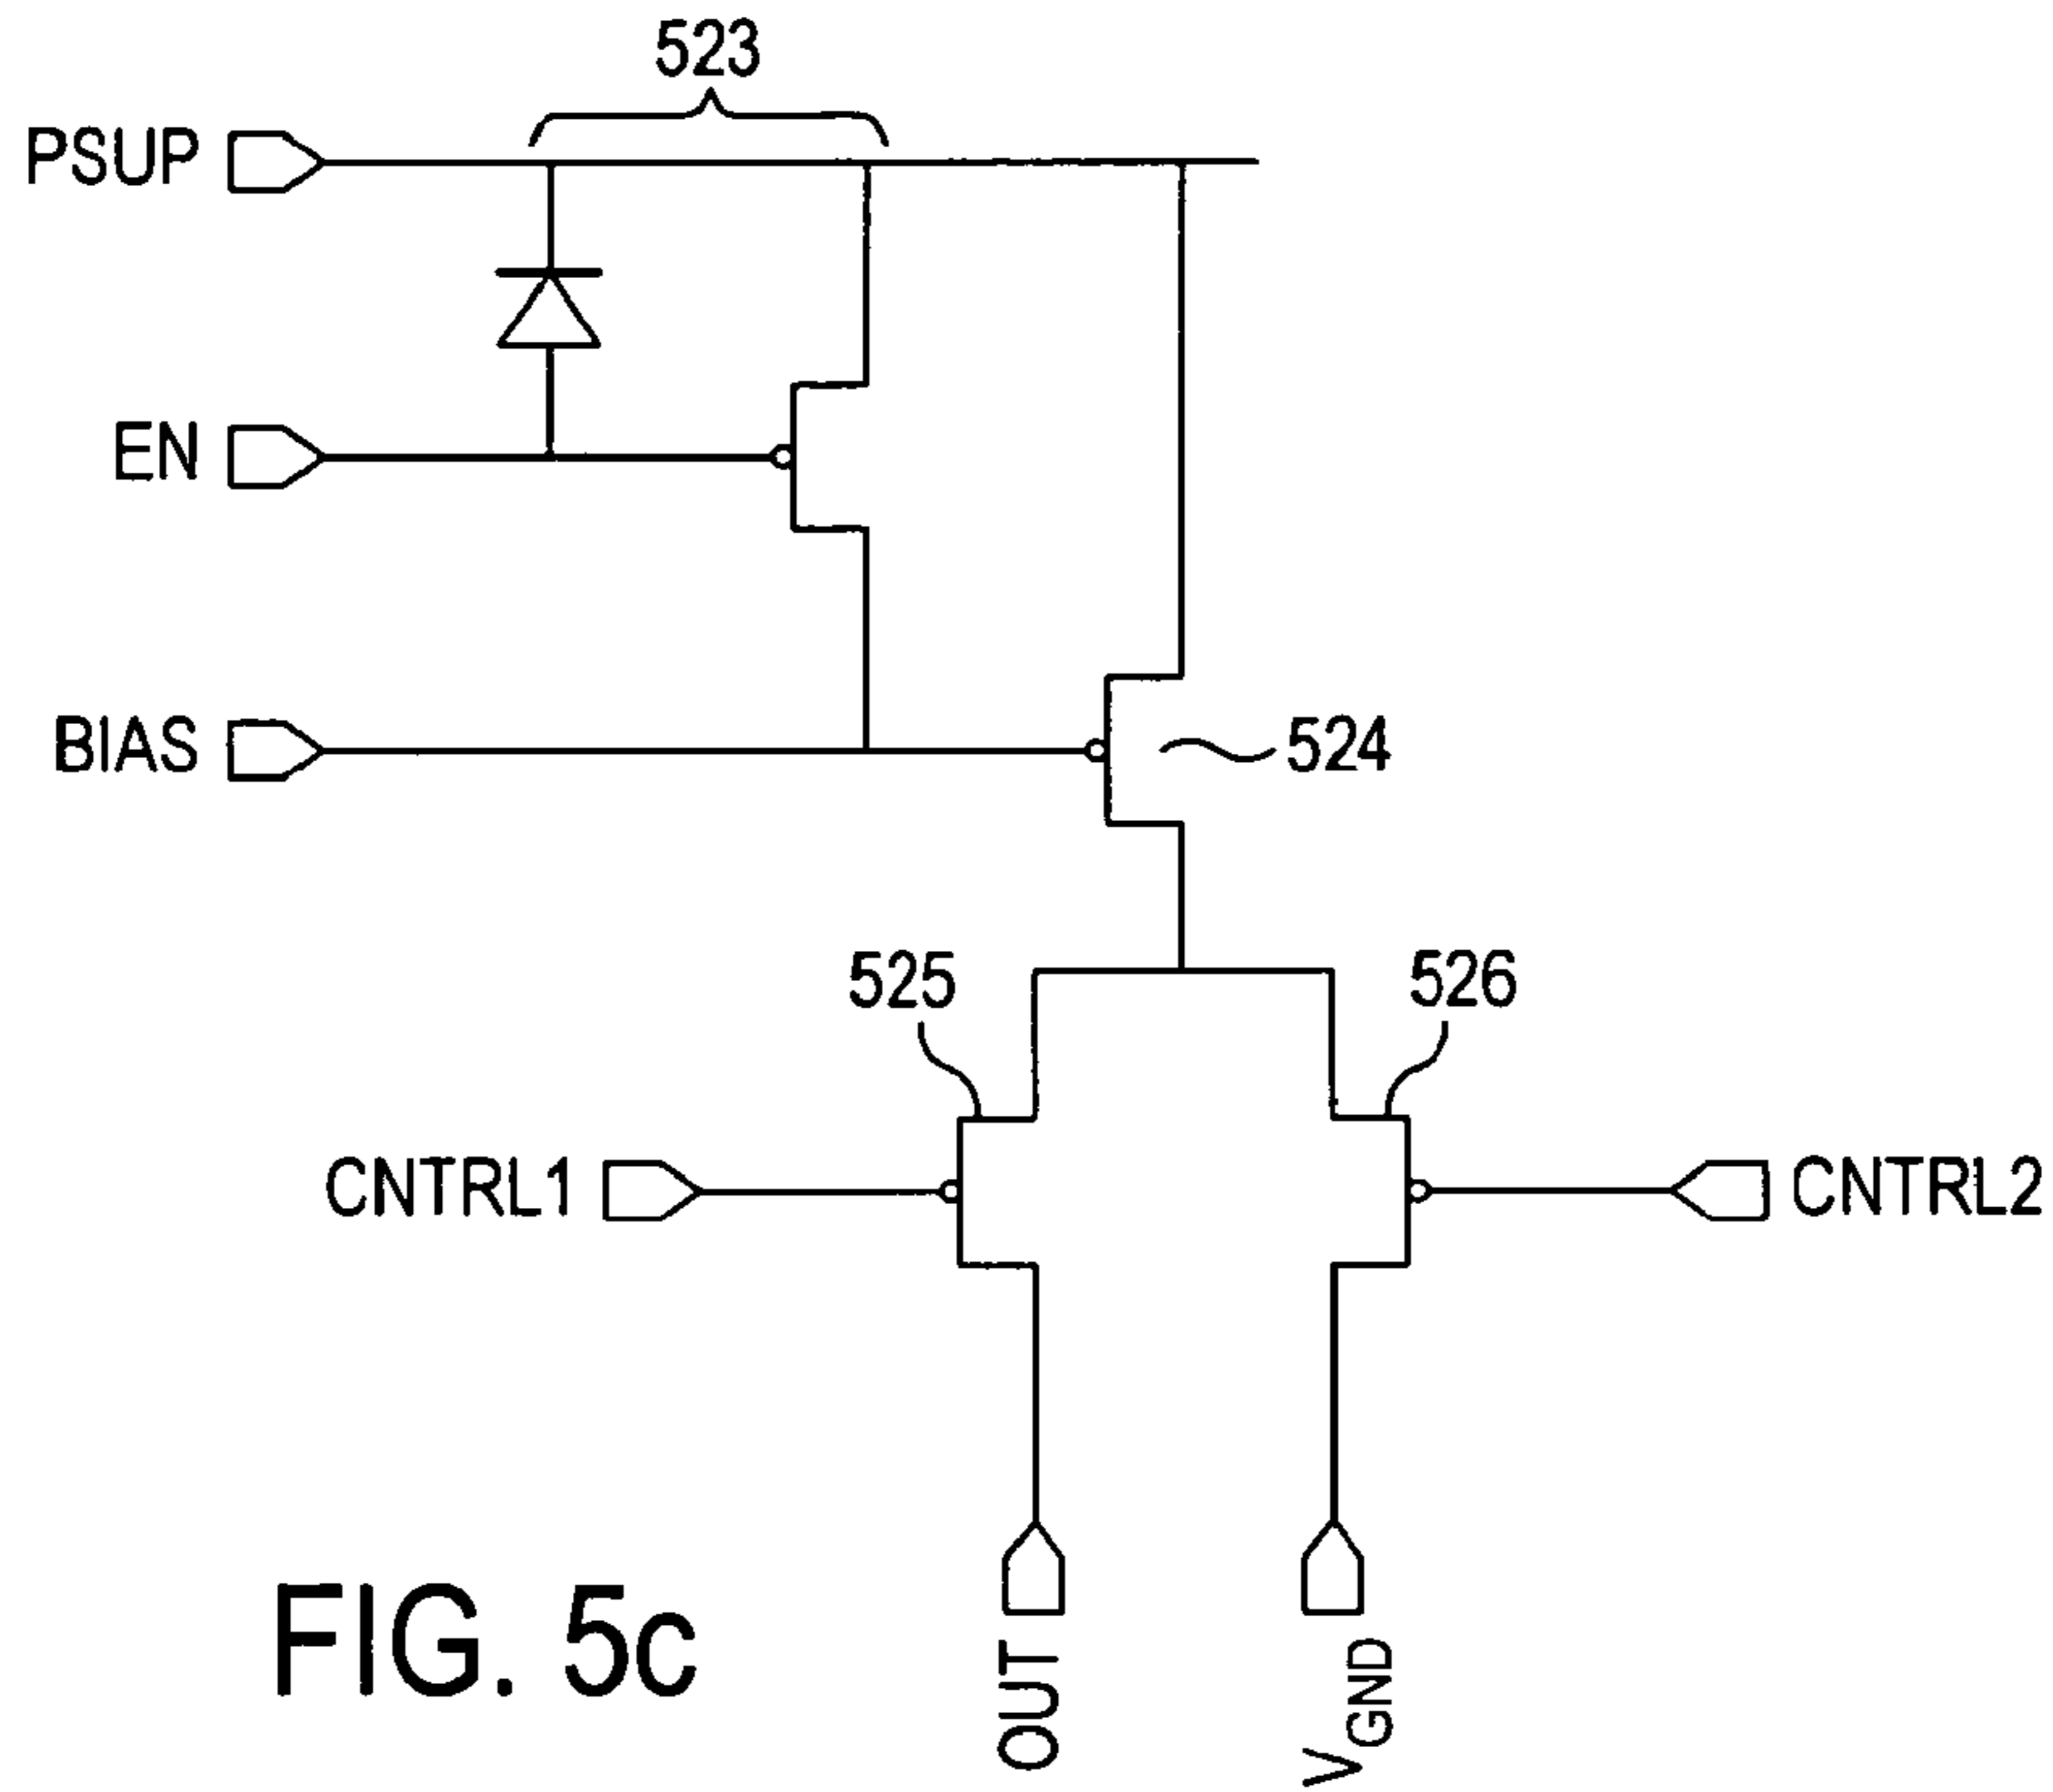 523
PSUP
EN
BIAS
524
525
526
CNTRL1
CNTRL2
OUT
VGND
FIG. 5c